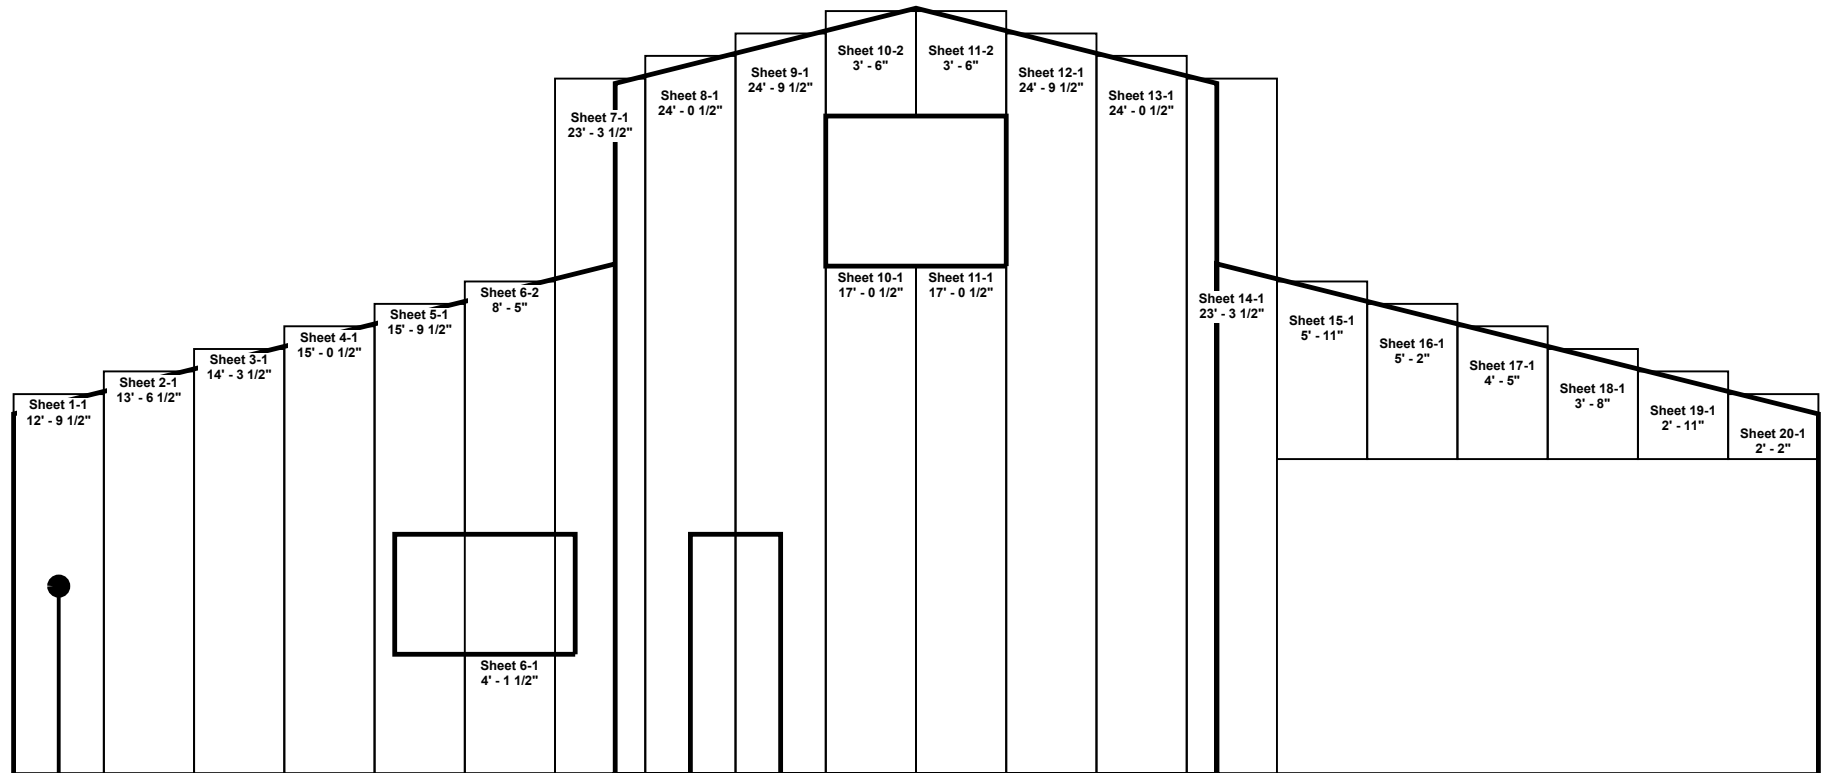 Sheet 1-1
12' - 9 1/2"
Sheet 2-1
13' - 6 1/2"
Sheet 3-1
14' - 3 1/2"
Sheet 4-1
15' - 0 1/2"
Sheet 5-1
15' - 9 1/2"
Sheet 6-2
8' - 5"
Sheet 6-1
4' - 1 1/2"
Sheet 7-1
23' - 3 1/2"
Sheet 8-1
24' - 0 1/2"
Sheet 9-1
24' - 9 1/2"
Sheet 10-2
3' - 6"
Sheet 11-2
3' - 6"
Sheet 10-1
17' - 0 1/2"
Sheet 11-1
17' - 0 1/2"
Sheet 12-1
24' - 9 1/2"
Sheet 13-1
24' - 0 1/2"
Sheet 14-1
23' - 3 1/2"
Sheet 15-1
5' - 11"
Sheet 16-1
5' - 2"
Sheet 17-1
4' - 5"
Sheet 18-1
3' - 8"
Sheet 19-1
2' - 11"
Sheet 20-1
2' - 2"